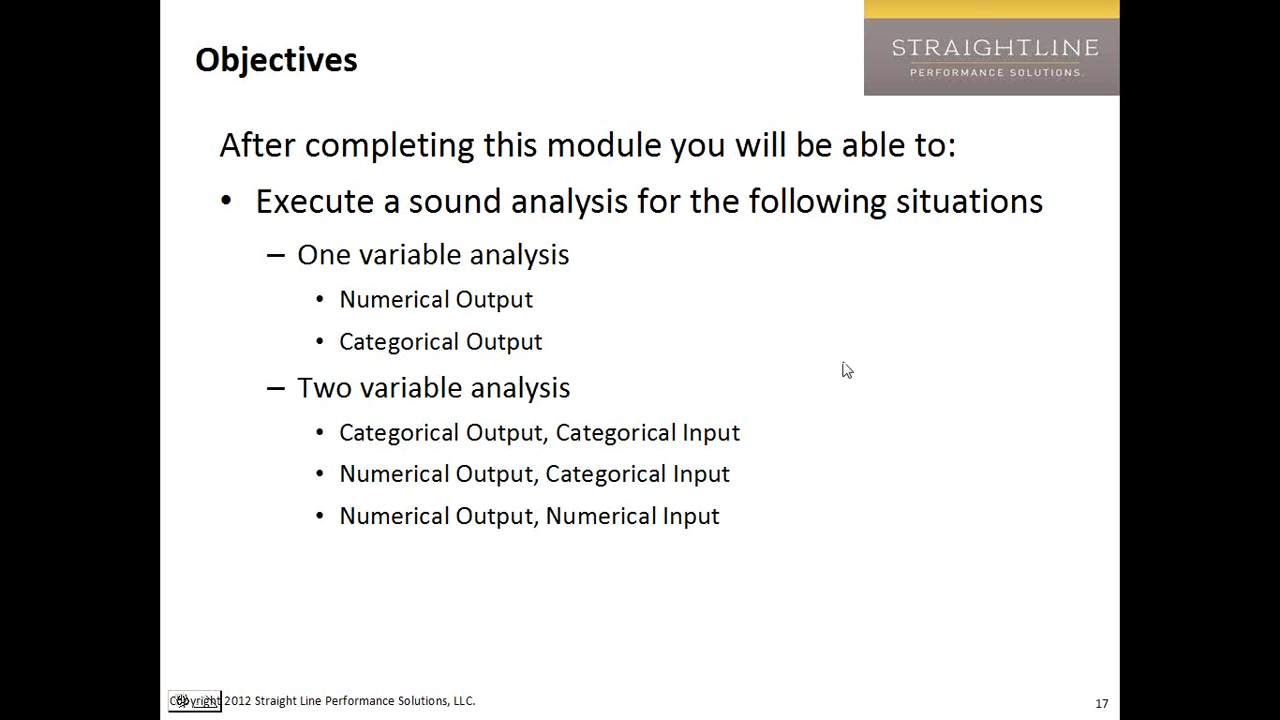 Objectives
STRAIGHTLINE
PERFORMANCE SOLUTIONS
After completing this module you will be able to:
• Execute a sound analysis for the following situations
– One variable analysis
• Numerical Output
• Categorical Output
– Two variable analysis
• Categorical Output, Categorical Input
• Numerical Output, Categorical Input
• Numerical Output, Numerical Input
Copyright 2012 Straight Line Performance Solutions, LLC.
17